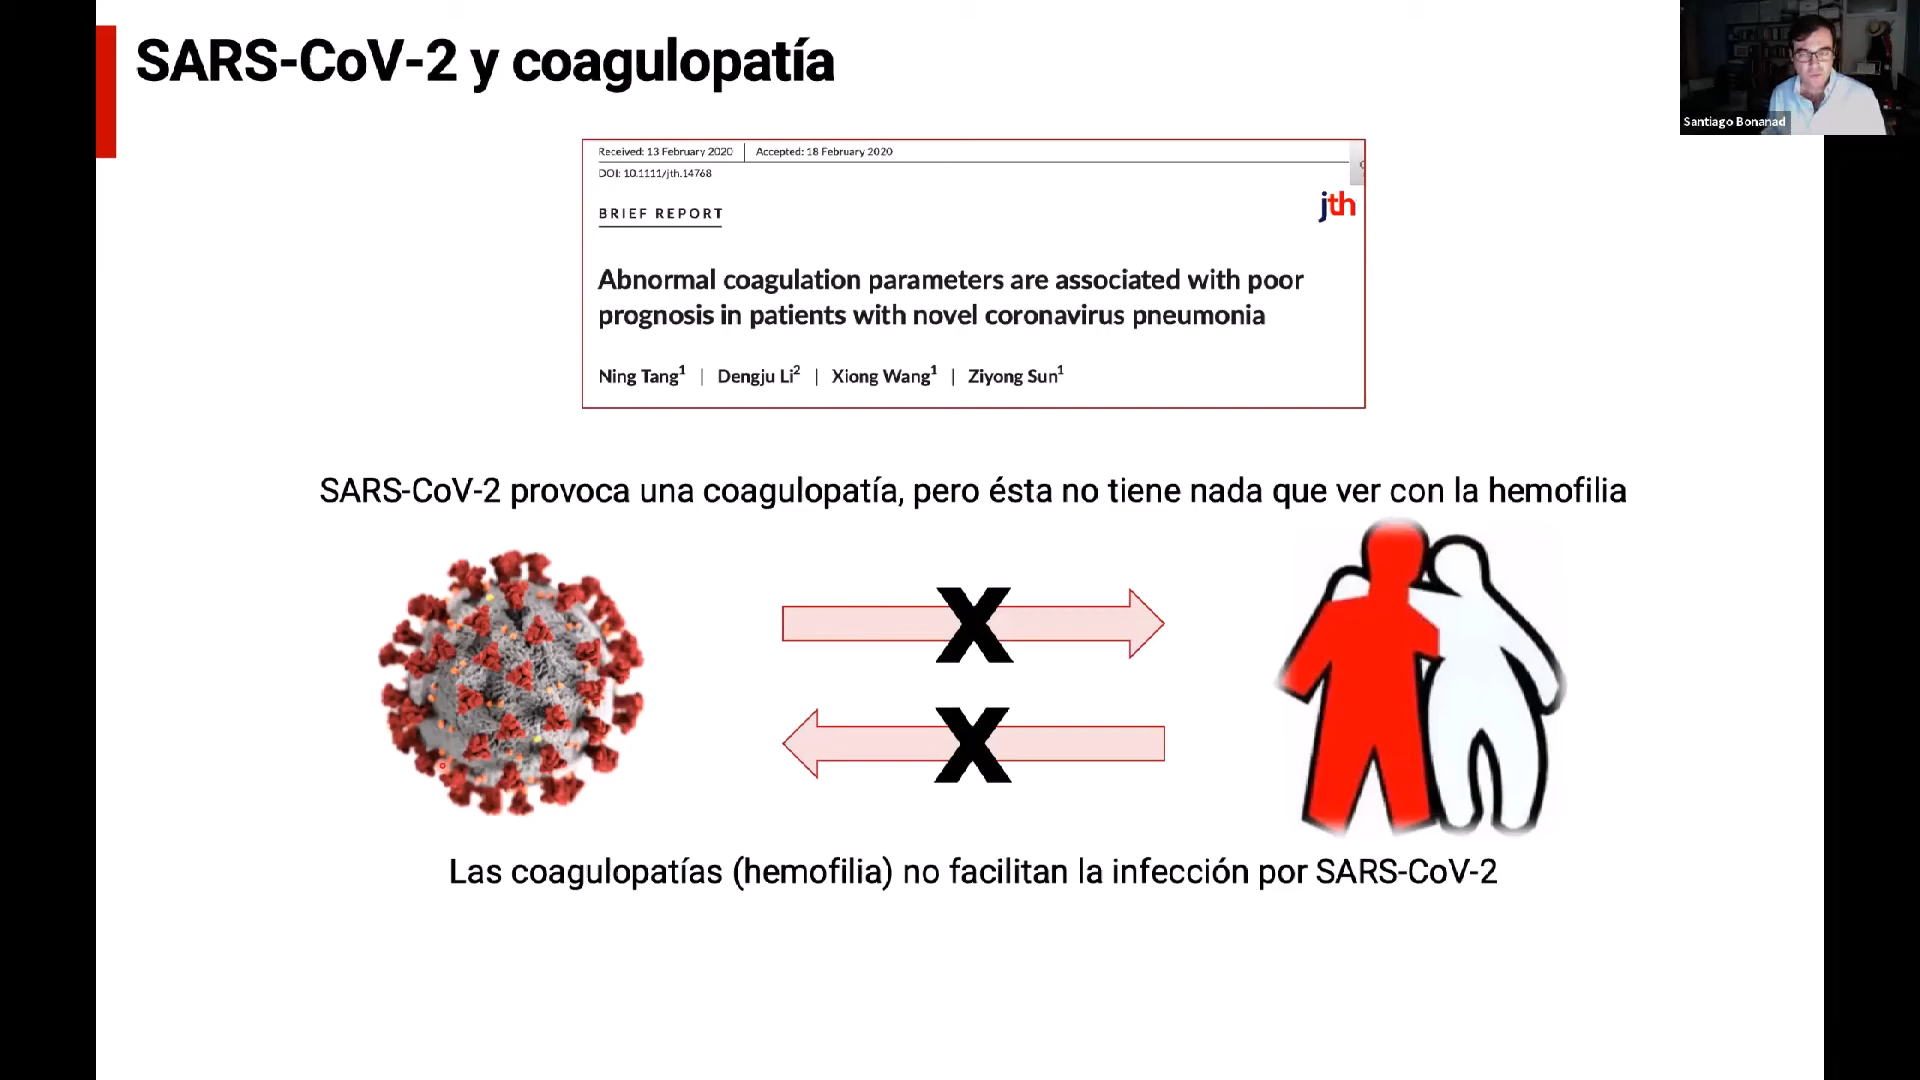 SARS-CoV-2 y coagulopatía
Santiago Bonanad
Received: 13 February 2020 | Accepted: 18 February 2020
DOI: 10.1111/jth.14768
BRIEF REPORT
jth
Abnormal coagulation parameters are associated with poor
prognosis in patients with novel coronavirus pneumonia
Ning Tang1 | Dengju Li2 | Xiong Wang1 | Ziyong Sun1
SARS-CoV-2 provoca una coagulopatía, pero ésta no tiene nada que ver con la hemofilia
X
X
Las coagulopatías (hemofilia) no facilitan la infección por SARS-CoV-2